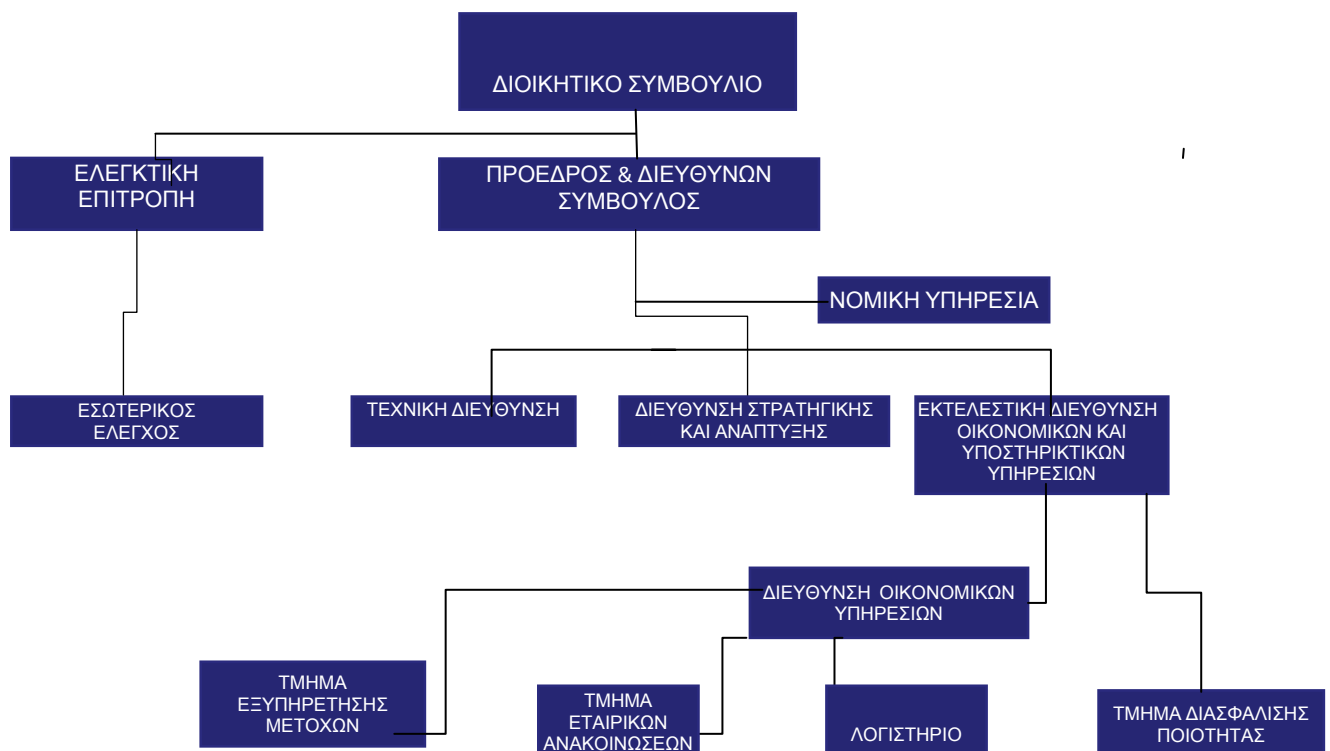 ΔΙΟΙΚΗΤΙΚΟ ΣΥΜΒΟΥΛΙΟ
ΕΛΕΓΚΤΙΚΗ
ΕΠΙΤΡΟΠΗ
ΠΡΟΕΔΡΟΣ & ΔΙΕΥΘΥΝΩΝ
ΣΥΜΒΟΥΛΟΣ
ΝΟΜΙΚΗ ΥΠΗΡΕΣΙΑ
ΕΣΩΤΕΡΙΚΟΣ
ΕΛΕΓΧΟΣ
ΤΕΧΝΙΚΗ ΔΙΕΥΘΥΝΣΗ
ΔΙΕΥΘΥΝΣΗ ΣΤΡΑΤΗΓΙΚΗΣ
ΚΑΙ ΑΝΑΠΤΥΞΗΣ
ΕΚΤΕΛΕΣΤΙΚΗ ΔΙΕΥΘΥΝΣΗ
ΟΙΚΟΝΟΜΙΚΩΝ ΚΑΙ
ΥΠΟΣΤΗΡΙΚΤΙΚΩΝ
ΥΠΗΡΕΣΙΩΝ
ΔΙΕΥΘΥΝΣΗ ΟΙΚΟΝΟΜΙΚΩΝ
ΥΠΗΡΕΣΙΩΝ
ΤΜΗΜΑ
ΕΞΥΠΗΡΕΤΗΣΗΣ
ΜΕΤΟΧΩΝ
ΤΜΗΜΑ
ΕΤΑΙΡΙΚΩΝ
ΑΝΑΚΟΙΝΩΣΕΩΝ
ΛΟΓΙΣΤΗΡΙΟ
ΤΜΗΜΑ ΔΙΑΣΦΑΛΙΣΗΣ
ΠΟΙΟΤΗΤΑΣ